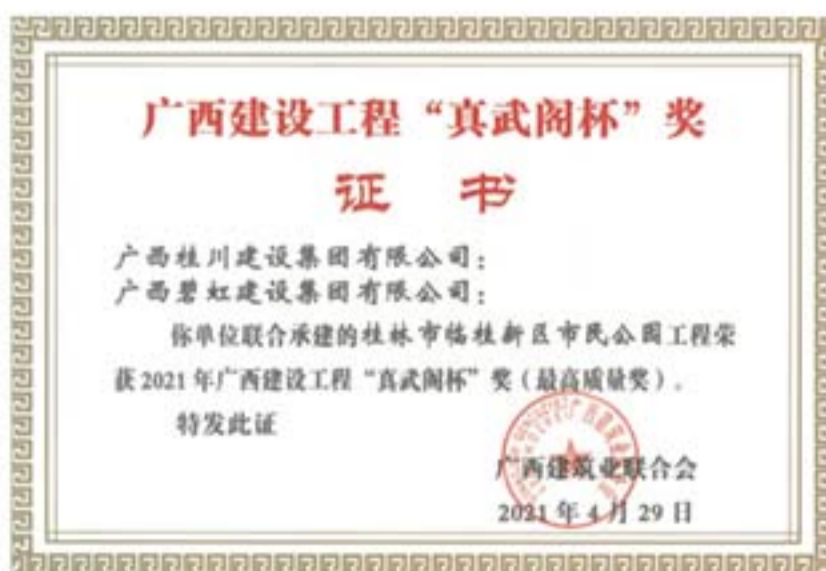 广西建设工程“真武阁杯”奖
证 书
广西桂川建设集团有限公司：
广西碧虹建设集团有限公司：
你单位联合承建的桂林市临桂新区市民公园工程荣
获2021年广西建设工程“真武阁杯”奖（最高质量奖）。
特发此证
广西建筑业联合会
2021年4月29日